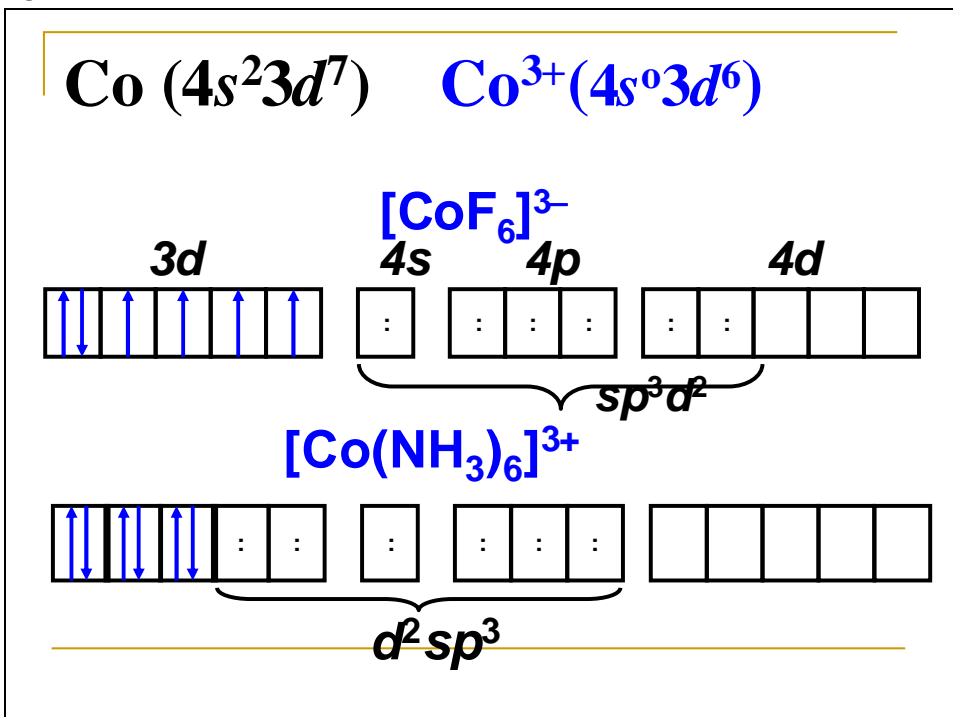 Co (4s²3d⁷) Co³⁺(4s⁰3d⁶)
[CoF₆]³⁻
3d 4s 4p 4d
: : : : : :
sp³d²
[Co(NH₃)₆]³⁺
: : : : : :
d²sp³